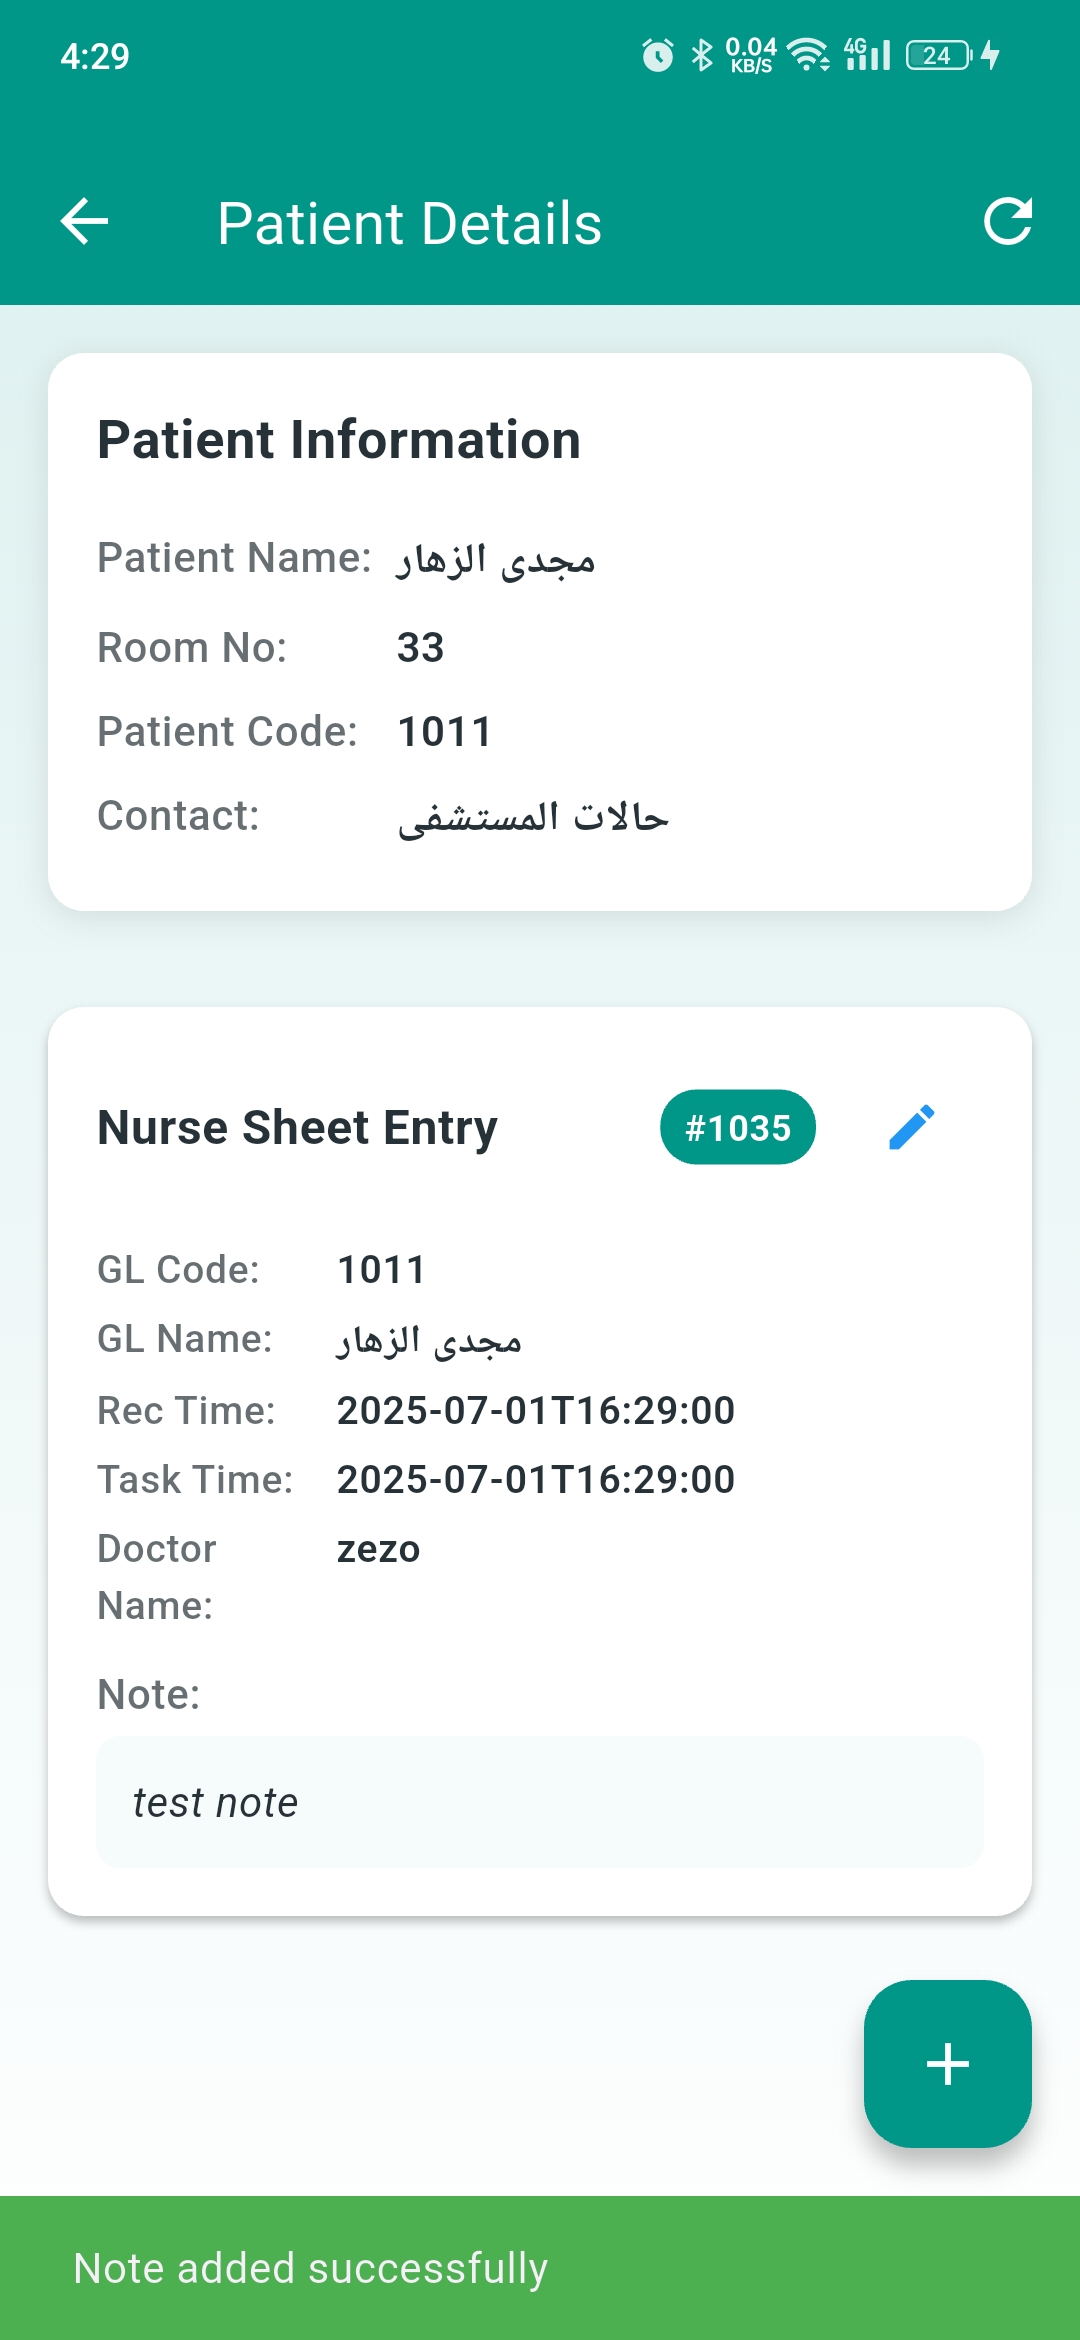 4:29
0.04
KB/S
4G
24
Patient Details
Patient Information
Patient Name: مجدى الزهار
Room No: 33
Patient Code: 1011
Contact: حالات المستشفى
Nurse Sheet Entry #1035
GL Code: 1011
GL Name: مجدى الزهار
Rec Time: 2025-07-01T16:29:00
Task Time: 2025-07-01T16:29:00
Doctor zezo
Name:
Note:
test note
Note added successfully